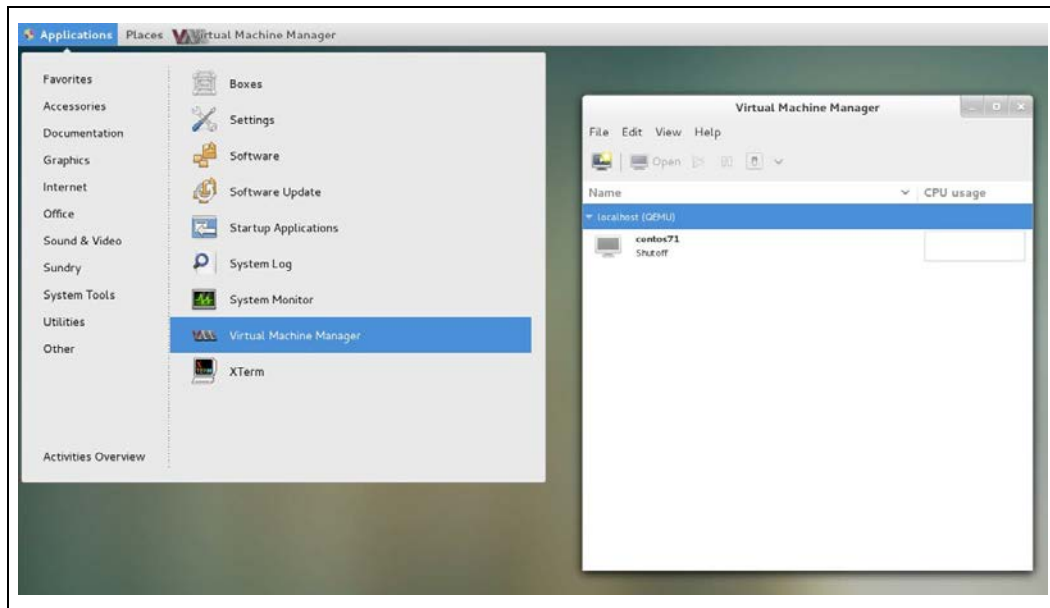 Applications Places Virtual Machine Manager
Favorites
Accessories
Documentation
Graphics
Internet
Office
Sound & Video
Sundry
System Tools
Utilities
Other
Activities Overview
Boxes
Settings
Software
Software Update
Startup Applications
System Log
System Monitor
Virtual Machine Manager
XTerm
Virtual Machine Manager
File Edit View Help
Open
Name CPU usage
localhost (QEMU)
centos71
Shutoff